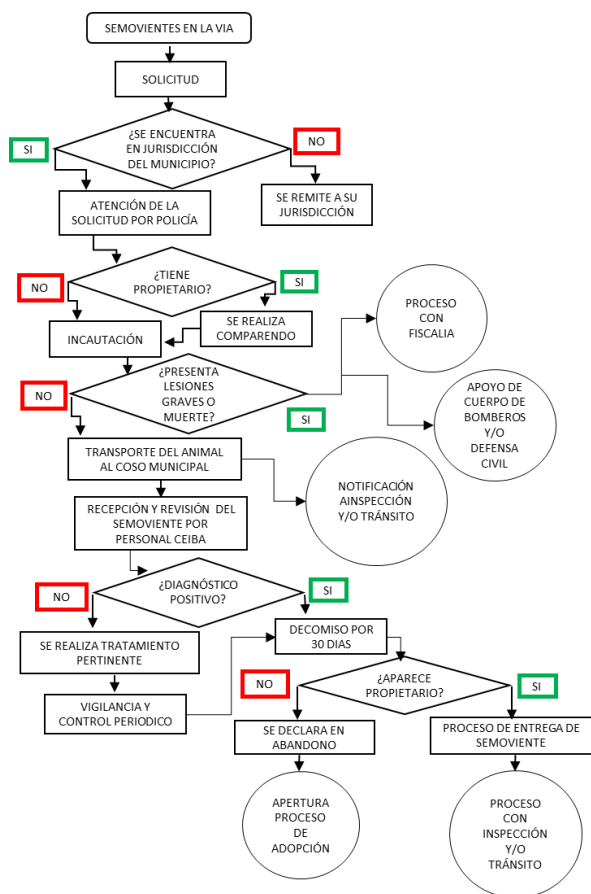 SEMOVIENTES EN LA VIA
SOLICITUD
¿SE ENCUENTRA
EN JURISDICCIÓN
DEL MUNICIPIO?
SI
NO
ATENCIÓN DE LA
SOLICITUD POR POLICÍA
SE REMITE A SU
JURISDICCIÓN
¿TIENE
PROPIETARIO?
NO
SI
INCAUTACIÓN
SE REALIZA
COMPARENDO
PROCESO
CON
FISCALIA
¿PRESENTA
LESIONES
GRAVES O
MUERTE?
NO
SI
APOYO DE
CUERPO DE
BOMBEROS
Y/O
DEFENSA
CIVIL
TRANSPORTE DEL ANIMAL
AL COSO MUNICIPAL
NOTIFICACIÓN
AINSPECCIÓN
Y/O TRÁNSITO
RECEPCIÓN Y REVISIÓN DEL
SEMOVIENTE POR
PERSONAL CEIBA
¿DIAGNÓSTICO
POSITIVO?
NO
SI
SE REALIZA TRATAMIENTO
PERTINENTE
DECOMISO POR
30 DIAS
VIGILANCIA Y
CONTROL PERIODICO
¿APARECE
PROPIETARIO?
NO
SI
SE DECLARA EN
ABANDONO
PROCESO DE ENTREGA DE
SEMOVIENTE
APERTURA
PROCESO
DE
ADOPCIÓN
PROCESO
CON
INSPECCIÓN
Y/O
TRÁNSITO